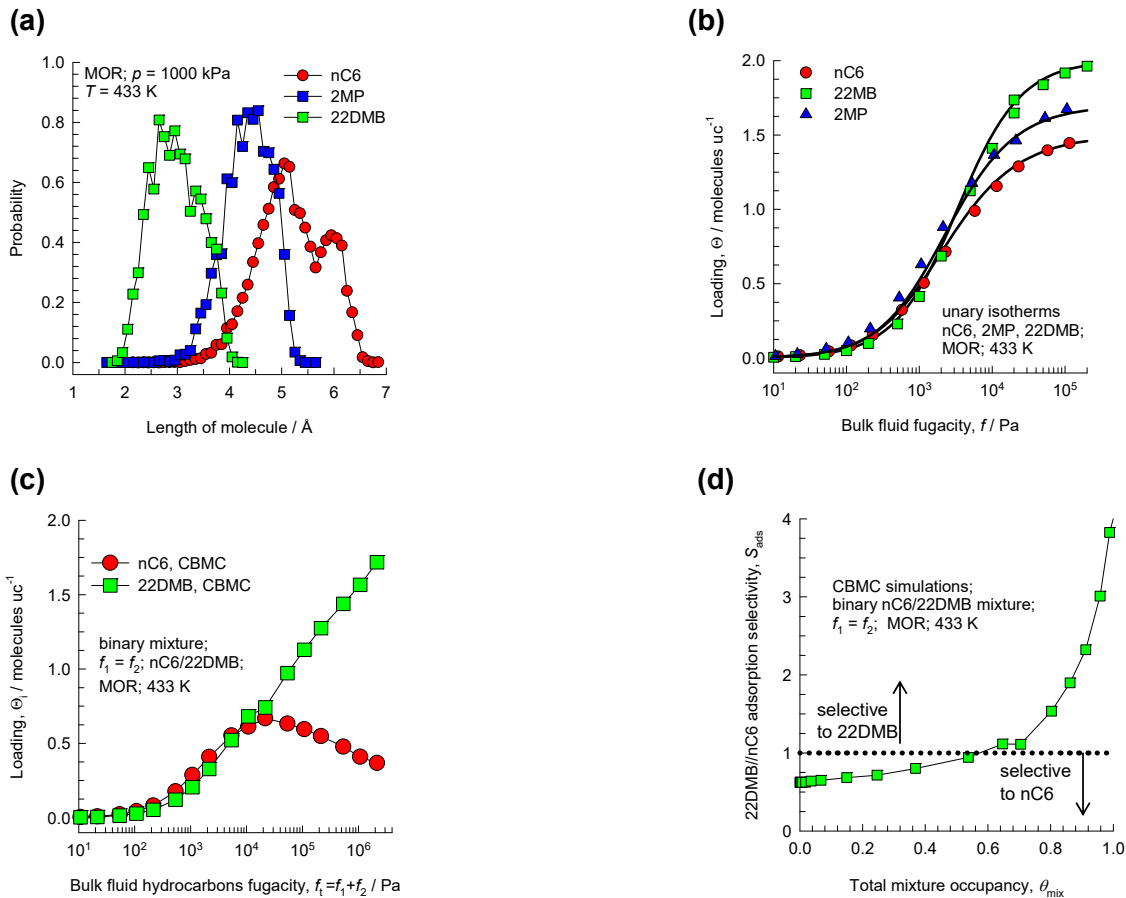 (a)
MOR; p = 1000 kPa
T = 433 K
nC6
2MP
22DMB
1.0
0.8
0.6
0.4
0.2
0.0
Probability
1 2 3 4 5 6 7
Length of molecule / Å
(b)
nC6
22MB
2MP
2.0
1.5
1.0
0.5
0.0
Loading, Θ / molecules uc⁻¹
unary isotherms
nC6, 2MP, 22DMB;
MOR; 433 K
10¹ 10² 10³ 10⁴ 10⁵
Bulk fluid fugacity, f / Pa
(c)
nC6, CBMC
22DMB, CBMC
binary mixture;
f₁ = f₂; nC6/22DMB;
MOR; 433 K
2.0
1.5
1.0
0.5
0.0
Loading, Θᵢ / molecules uc⁻¹
10¹ 10² 10³ 10⁴ 10⁵ 10⁶
Bulk fluid hydrocarbons fugacity, fₜ=f₁+f₂ / Pa
(d)
CBMC simulations;
binary nC6/22DMB mixture;
f₁ = f₂; MOR; 433 K
selective
to 22DMB
selective
to nC6
4
3
2
1
0
22DMB//nC6 adsorption selectivity, S_ads
0.0 0.2 0.4 0.6 0.8 1.0
Total mixture occupancy, θ_mix